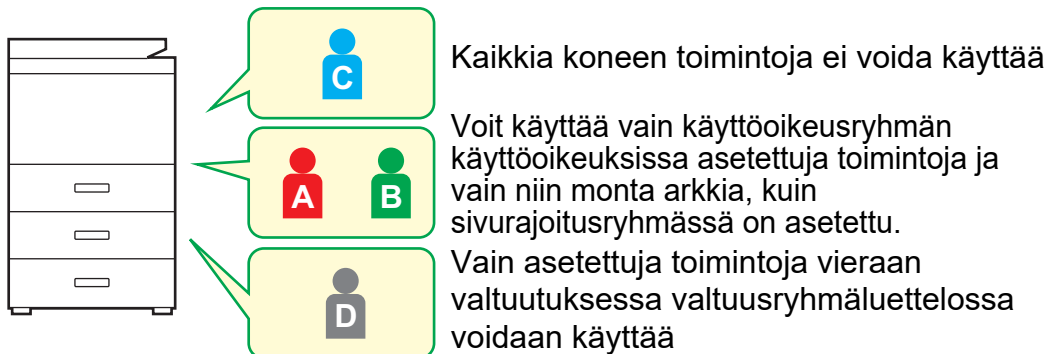 C
Kaikkia koneen toimintoja ei voida käyttää
A B
Voit käyttää vain käyttöoikeusryhmän
käyttöoikeuksissa asetettuja toimintoja ja
vain niin monta arkkia, kuin
sivurajoitusryhmässä on asetettu.
D
Vain asetettuja toimintoja vieraan
valtuutuksessa valtuusryhmäluettelossa
voidaan käyttää